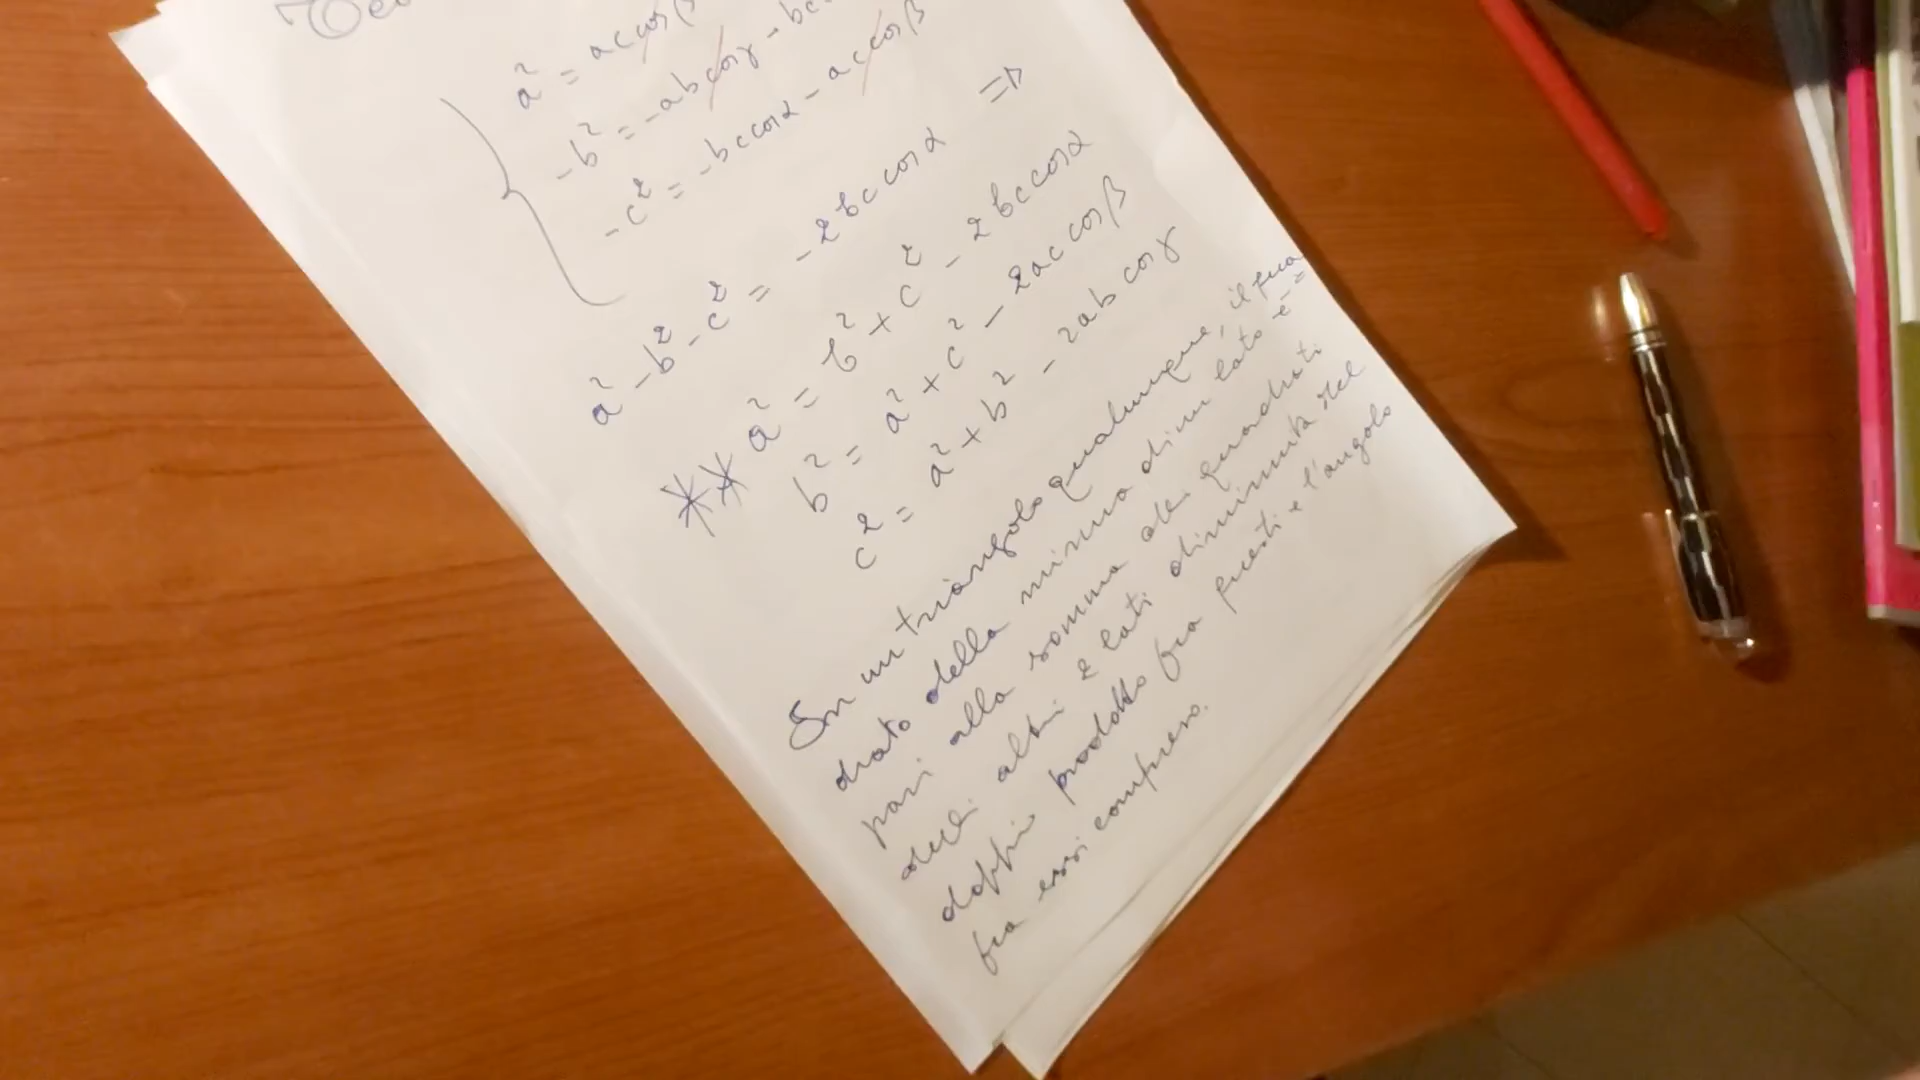 a² = ac cosβ
-b² = -ab cosγ - bc
-c² = -bc cosα - ac cosβ
a² - b² - c² = -2bc cosα ⇒
** a² = b² + c² - 2bc cosα
b² = a² + c² - 2ac cosβ
c² = a² + b² - 2ab cosγ
In un triangolo qualunque, il qua
drato della misura di un lato è =
pari alla somma dei quadrati
degli altri 2 lati diminuita del
doppio prodotto fra questi e l'angolo
fra essi compreso.